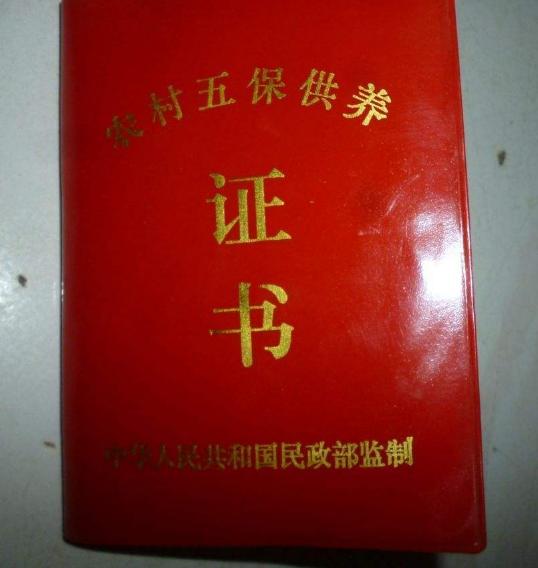 农村五保供养
证
书
中华人民共和国民政部监制